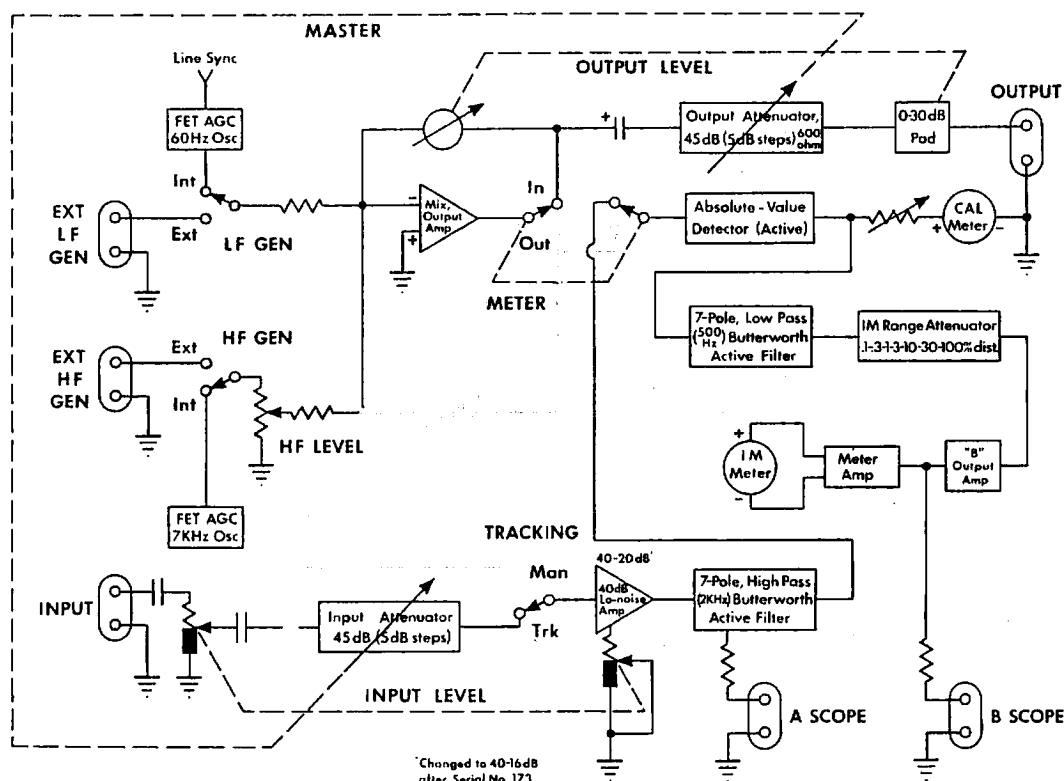 MASTER
Line Sync
OUTPUT LEVEL
OUTPUT
FET AGC
60Hz Osc
Output Attenuator,
45dB (5dB steps) 600
ohm
0-30dB
Pad
Int
In
Ext
EXT
LF
GEN
LF GEN
-
Mix,
Output
Amp
+
Out
Absolute-Value
Detector (Active)
CAL
Meter
+
-
+
METER
7-Pole, Low Pass
(500 Hz) Butterworth
Active Filter
IM Range Attenuator
.1-.3-1-3-10-30-100% dist.
EXT
HF
GEN
Ext
HF GEN
Int
HF LEVEL
+
IM
Meter
-
Meter
Amp
"B"
Output
Amp
FET AGC
7KHz Osc
TRACKING
40-20dB*
Man
40dB
Lo-noise
Amp
7-Pole, High Pass
(2KHz) Butterworth
Active Filter
INPUT
Input Attenuator
45dB (5dB steps)
Trk
INPUT LEVEL
A SCOPE
B SCOPE
*Changed to 40-16dB
after Serial No. 173